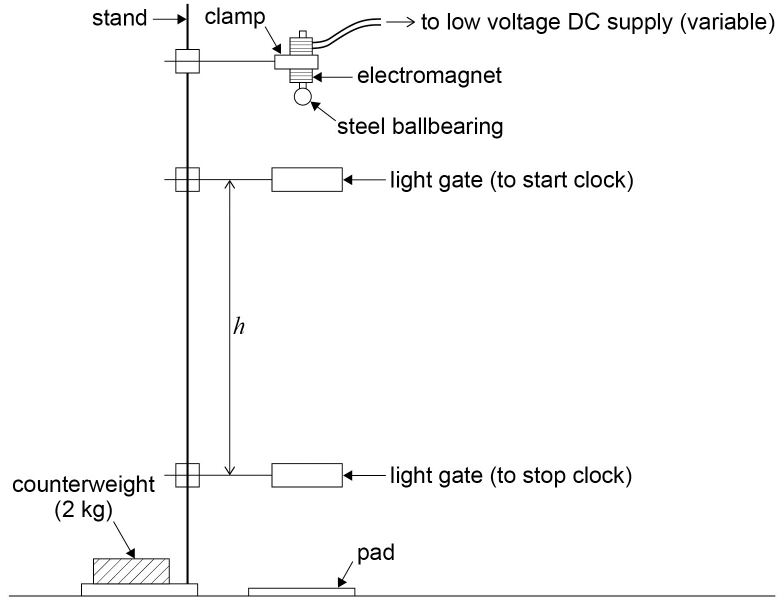 stand
clamp
to low voltage DC supply (variable)
electromagnet
steel ballbearing
light gate (to start clock)
h
light gate (to stop clock)
counterweight
(2 kg)
pad